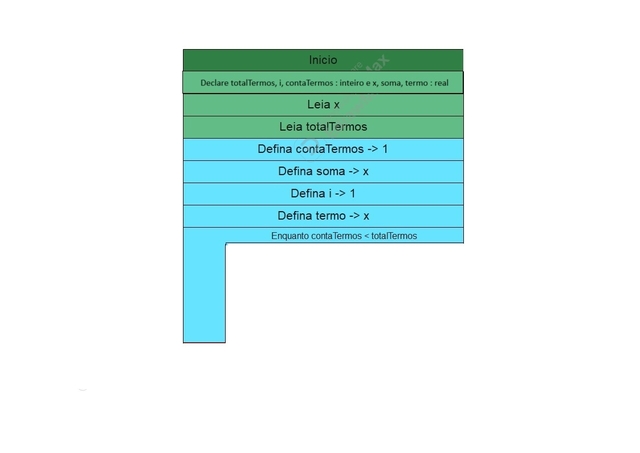 Inicio
Declare totalTermos, i, contaTermos : inteiro e x, soma, termo : real
Leia x
Leia totalTermos
Defina contaTermos -> 1
Defina soma -> x
Defina i -> 1
Defina termo -> x
Enquanto contaTermos < totalTermos